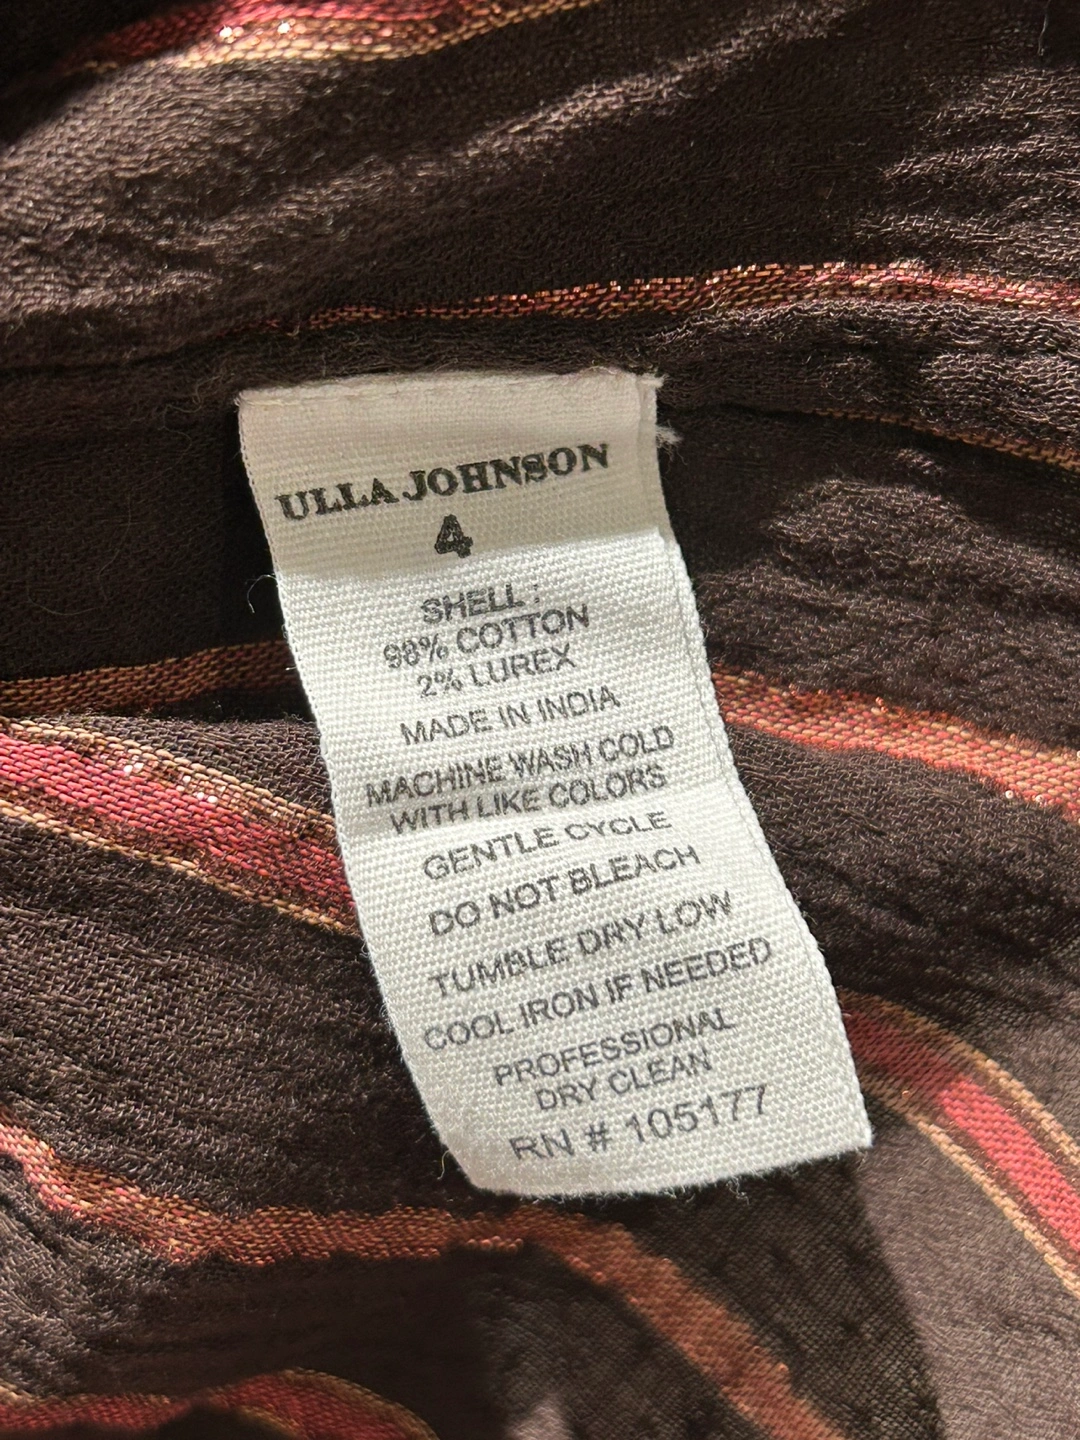 ULLA JOHNSON
4
SHELL :
98% COTTON
2% LUREX
MADE IN INDIA
MACHINE WASH COLD
WITH LIKE COLORS
GENTLE CYCLE
DO NOT BLEACH
TUMBLE DRY LOW
COOL IRON IF NEEDED
PROFESSIONAL
DRY CLEAN
RN # 105177